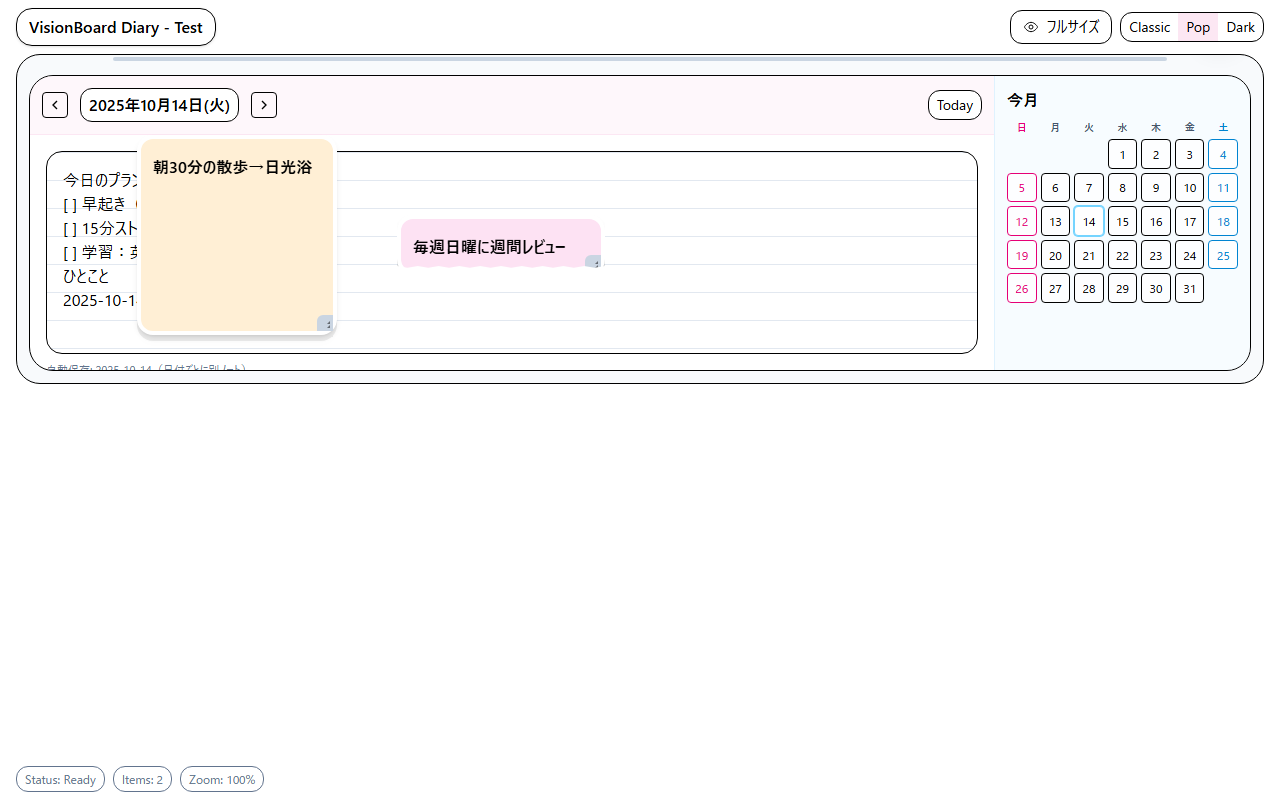 VisionBoard Diary - Test
フルサイズ
Classic Pop Dark
2025年10月14日(火)
Today
今日のプラン
[ ] 早起き
[ ] 15分スト
[ ] 学習：英
ひとこと
2025-10-14
朝30分の散歩→日光浴
毎週日曜に週間レビュー
自動保存: 2025-10-14（日付ごとに別ノート）
今月
日 月 火 水 木 金 土
1 2 3 4
5 6 7 8 9 10 11
12 13 14 15 16 17 18
19 20 21 22 23 24 25
26 27 28 29 30 31
Status: Ready
Items: 2
Zoom: 100%